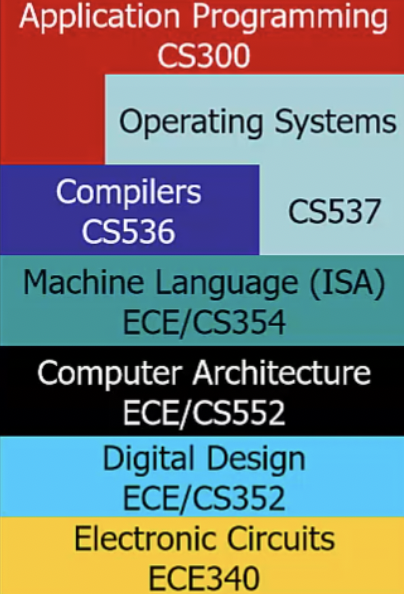 Application Programming
CS300
Operating Systems
Compilers
CS536
CS537
Machine Language (ISA)
ECE/CS354
Computer Architecture
ECE/CS552
Digital Design
ECE/CS352
Electronic Circuits
ECE340